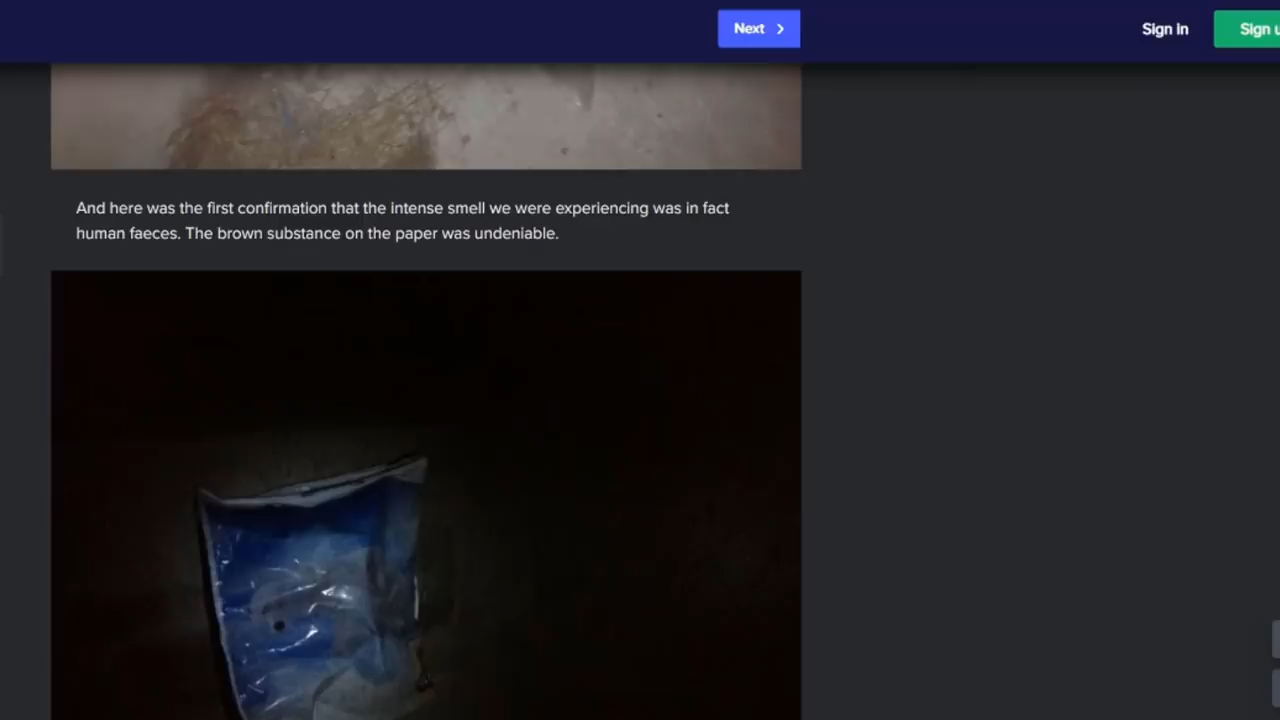 Next
Sign in
Sign u
And here was the first confirmation that the intense smell we were experiencing was in fact
human faeces. The brown substance on the paper was undeniable.